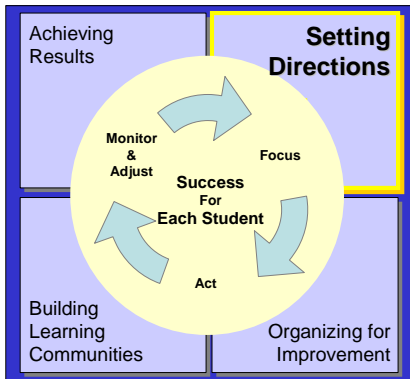 Achieving
Results
Setting
Directions
Monitor
&
Adjust
Focus
Success
For
Each Student
Act
Building
Learning
Communities
Organizing for
Improvement